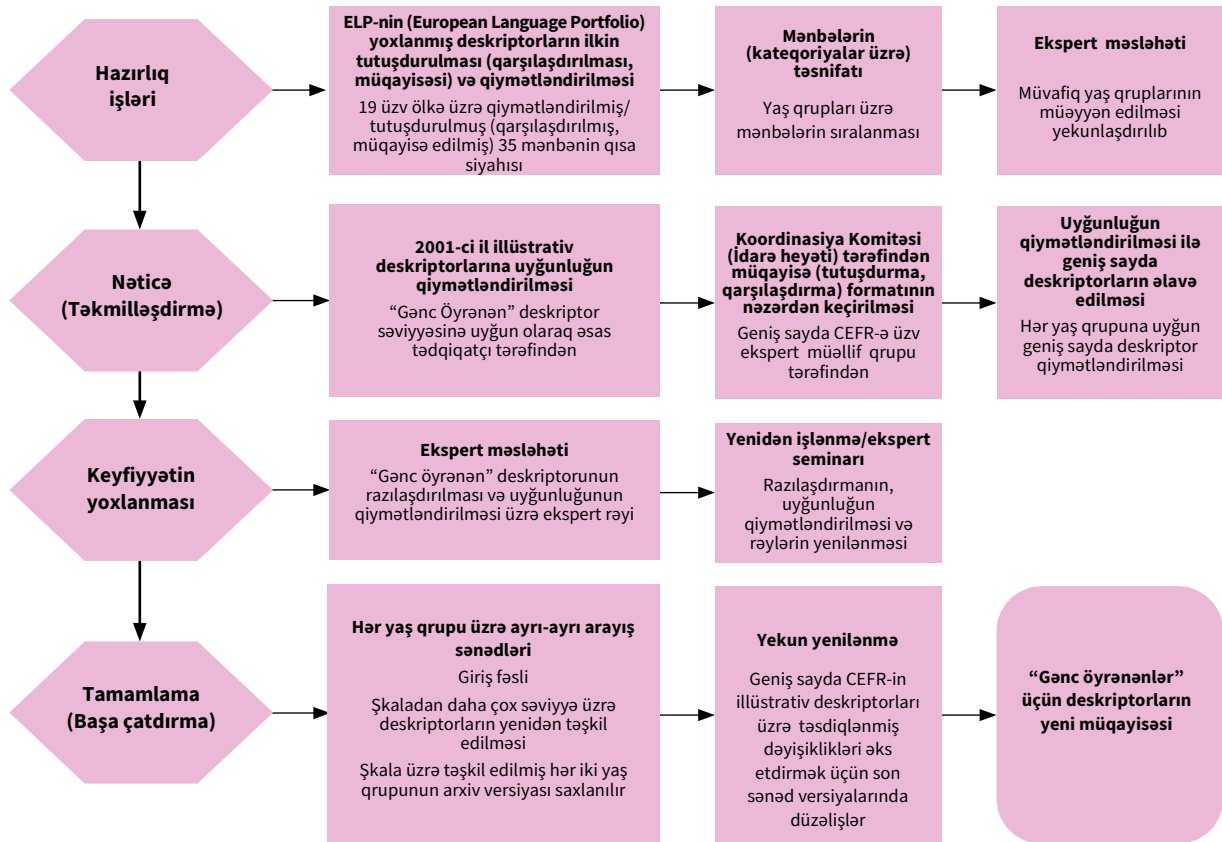 Hazırlıq
işləri
ELP-nin (European Language Portfolio)
yoxlanmış deskriptorların ilkin
tutuşdurulması (qarşılaşdırılması,
müqayisəsi) və qiymətləndirilməsi
19 üzv ölkə üzrə qiymətləndirilmiş/
tutuşdurulmuş (qarşılaşdırılmış,
müqayisə edilmiş) 35 mənbənin qısa
siyahısı
Mənbələrin
(kateqoriyalar üzrə)
təsnifatı
Yaş qrupları üzrə
mənbələrin sıralanması
Ekspert məsləhəti
Müvafiq yaş qruplarının
müəyyən edilməsi
yekunlaşdırılıb
Nəticə
(Təkmilləşdirmə)
2001-ci il illüstrativ
deskriptorlarına uyğunluğun
qiymətləndirilməsi
“Gənc Öyrənən” deskriptor
səviyyəsinə uyğun olaraq əsas
tədqiqatçı tərəfindən
Koordinasiya Komitəsi
(İdarə heyəti) tərəfindən
müqayisə (tutuşdurma,
qarşılaşdırma) formatının
nəzərdən keçirilməsi
Geniş sayda CEFR-ə üzv
ekspert müəllif qrupu
tərəfindən
Uyğunluğun
qiymətləndirilməsi ilə
geniş sayda
deskriptorların əlavə
edilməsi
Hər yaş qrupuna uyğun
geniş sayda deskriptor
qiymətləndirilməsi
Keyfiyyətin
yoxlanması
Ekspert məsləhəti
“Gənc öyrənən” deskriptorunun
razılaşdırılması və uyğunluğunun
qiymətləndirilməsi üzrə ekspert rəyi
Yenidən işlənmə/ekspert
seminarı
Razılaşdırmanın,
uyğunluğun
qiymətləndirilməsi və
rəylərin yenilənməsi
Tamamlama
(Başa çatdırma)
Hər yaş qrupu üzrə ayrı-ayrı arayış
sənədləri
Giriş fəsli
Şkaladan daha çox səviyyə üzrə
deskriptorların yenidən təşkil
edilməsi
Şkala üzrə təşkil edilmiş hər iki yaş
qrupunun arxiv versiyası saxlanılır
Yekun yenilənmə
Geniş sayda CEFR-in
illüstrativ deskriptorları
üzrə təsdiqlənmiş
dəyişiklikləri əks
etdirmək üçün son
sənəd versiyalarında
düzəlişlər
“Gənc öyrənənlər”
üçün deskriptorların
yeni müqayisəsi